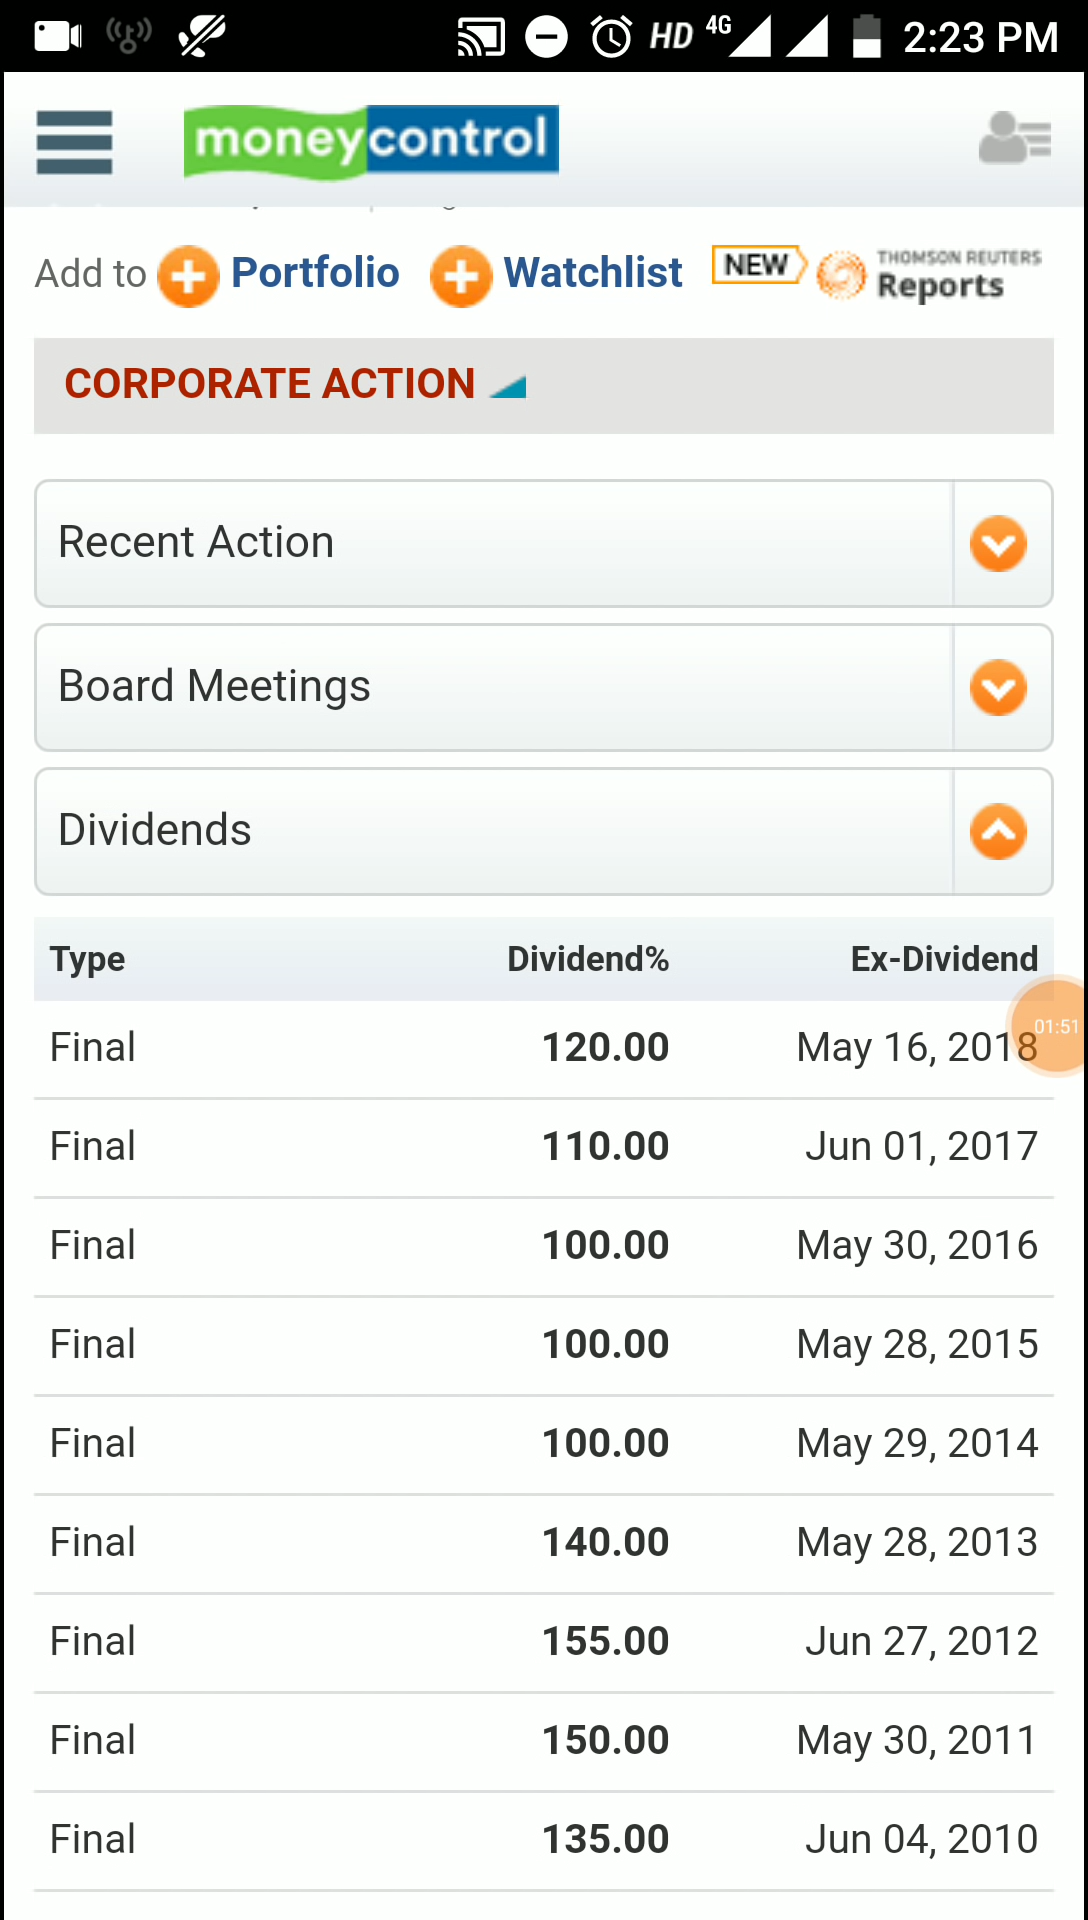 HD 4G 2:23 PM
moneycontrol
Add to Portfolio Watchlist NEW THOMSON REUTERS Reports
CORPORATE ACTION
Recent Action
Board Meetings
Dividends
Type Dividend% Ex-Dividend
01:51
Final 120.00 May 16, 2018
Final 110.00 Jun 01, 2017
Final 100.00 May 30, 2016
Final 100.00 May 28, 2015
Final 100.00 May 29, 2014
Final 140.00 May 28, 2013
Final 155.00 Jun 27, 2012
Final 150.00 May 30, 2011
Final 135.00 Jun 04, 2010